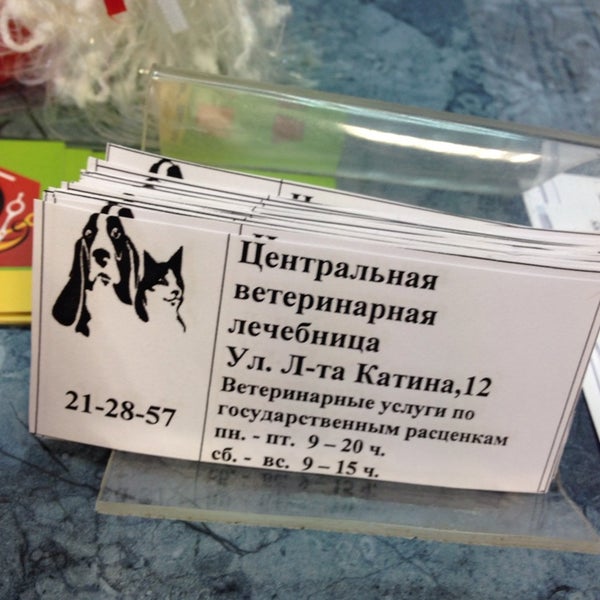 Центральная
ветеринарная
лечебница
Ул. Л-та Катина,12
Ветеринарные услуги по
государственным расценкам
пн. - пт. 9 – 20 ч.
сб. - вс. 9 – 15 ч.
21-28-57